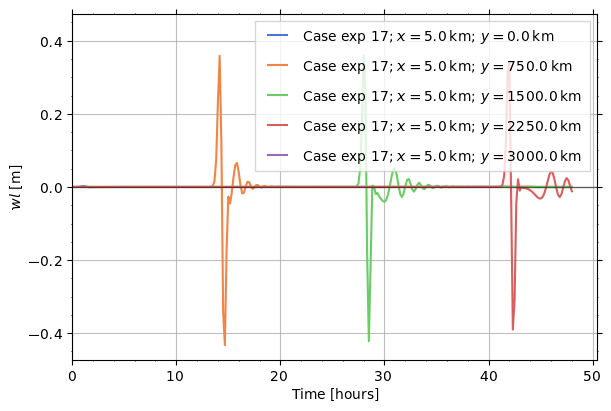 Case exp 17; x = 5.0 km; y = 0.0 km
Case exp 17; x = 5.0 km; y = 750.0 km
Case exp 17; x = 5.0 km; y = 1500.0 km
Case exp 17; x = 5.0 km; y = 2250.0 km
Case exp 17; x = 5.0 km; y = 3000.0 km
wl [m]
0.4
0.2
0.0
−0.2
−0.4
0 10 20 30 40 50
Time [hours]